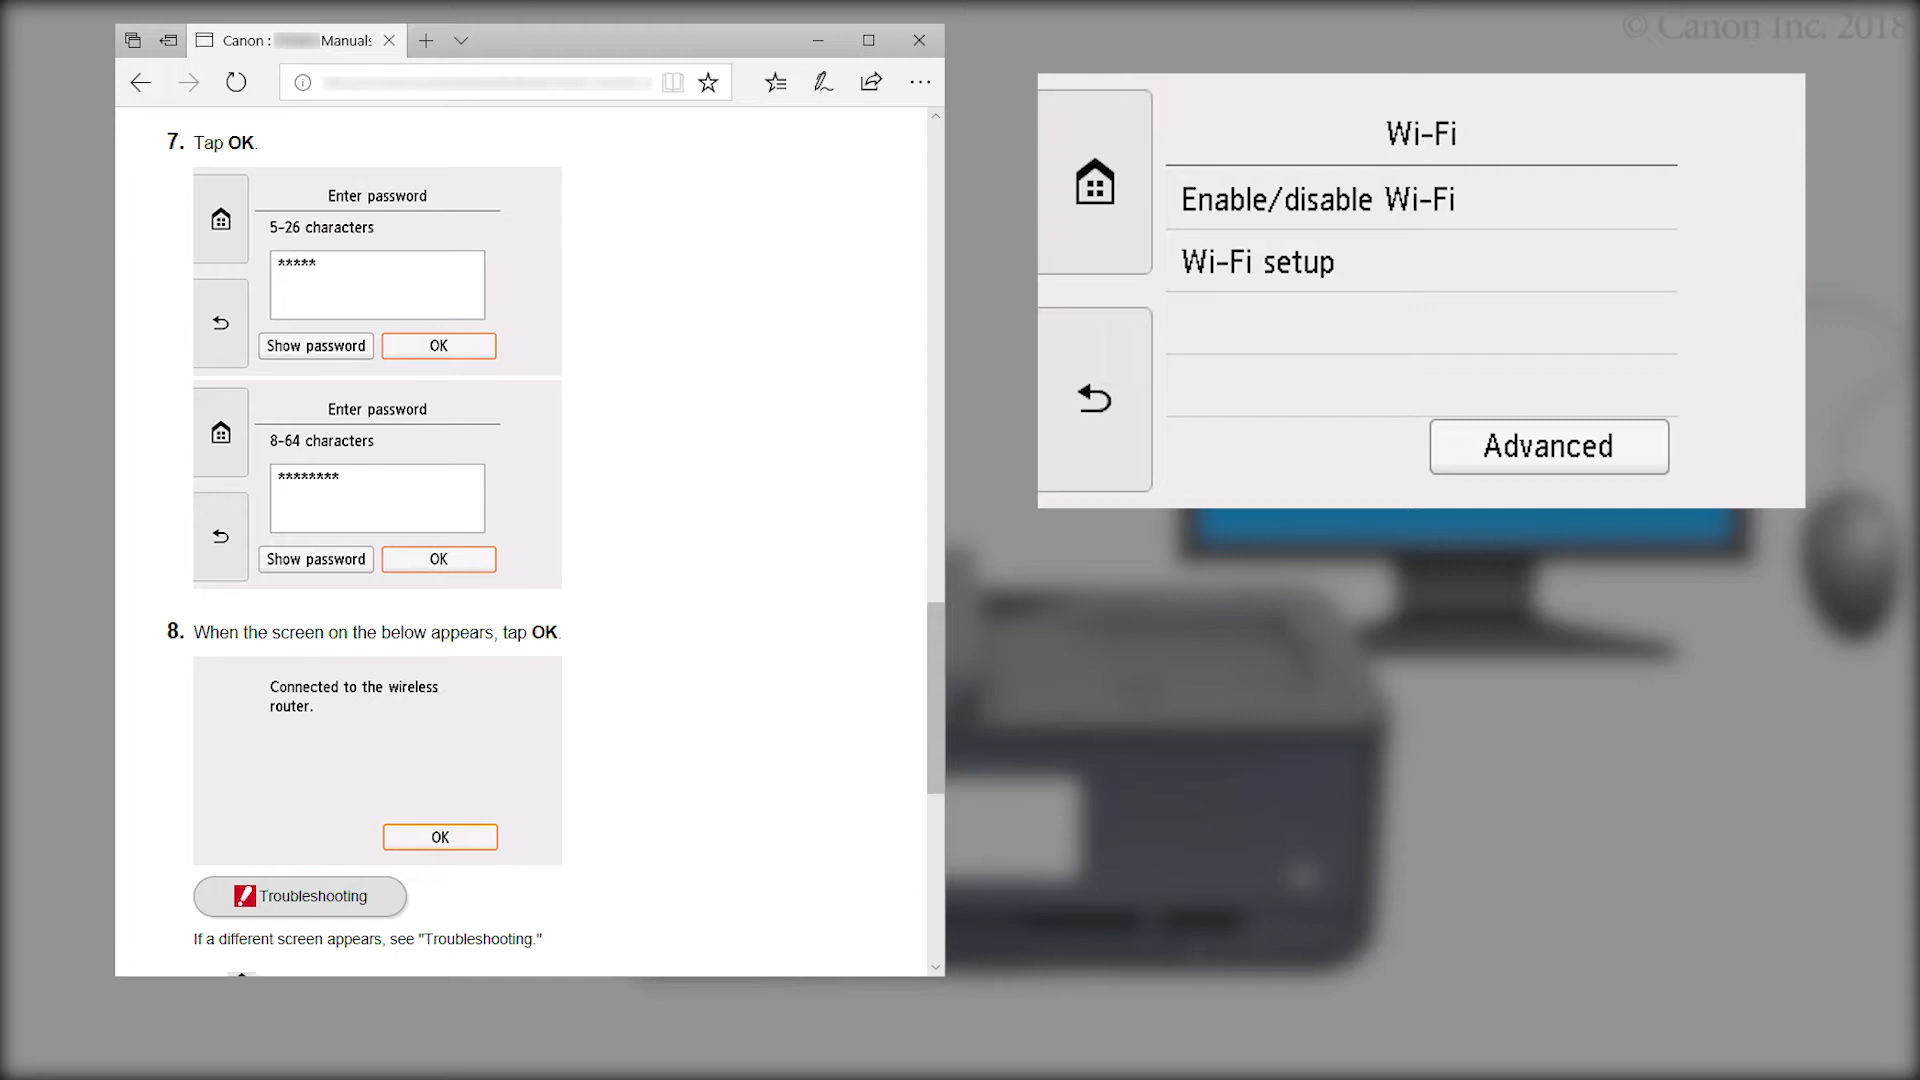 © Canon Inc. 2018
Canon :
Manuals
7. Tap OK.
Enter password
5-26 characters
*****
Show password
OK
Enter password
8-64 characters
********
Show password
OK
8. When the screen on the below appears, tap OK.
Connected to the wireless
router.
OK
Troubleshooting
If a different screen appears, see "Troubleshooting."
Wi-Fi
Enable/disable Wi-Fi
Wi-Fi setup
Advanced